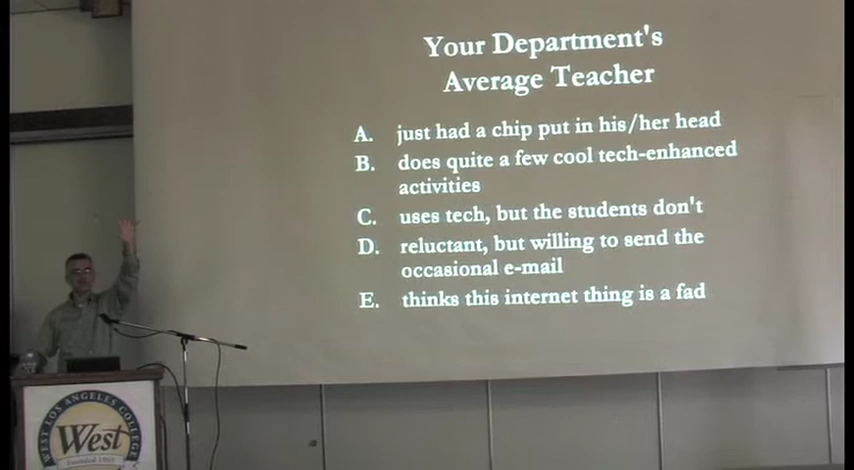 Your Department's
Average Teacher
A. just had a chip put in his/her head
B. does quite a few cool tech-enhanced
activities
C. uses tech, but the students don't
D. reluctant, but willing to send the
occasional e-mail
E. thinks this internet thing is a fad
WEST LOS ANGELES COLLEGE
West